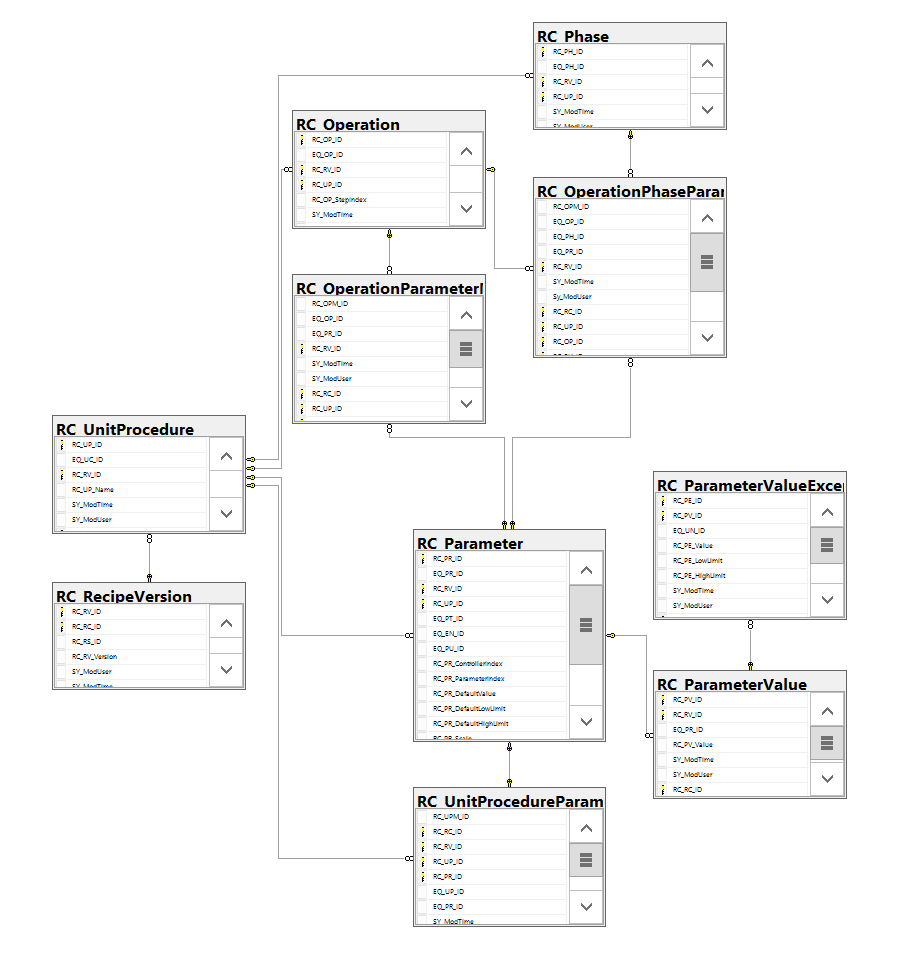 RC_Phase
RC_PH_ID
EQ_PH_ID
RC_RV_ID
RC_UP_ID
SY_ModTime
SY_ModUser
RC_Operation
RC_OP_ID
EQ_OP_ID
RC_RV_ID
RC_UP_ID
RC_OP_StepIndex
SY_ModTime
RC_OperationPhaseParar
RC_OPM_ID
EQ_OP_ID
EQ_PH_ID
EQ_PR_ID
RC_RV_ID
SY_ModTime
Sy_ModUser
RC_RC_ID
RC_UP_ID
RC_OP_ID
RC_OperationParameterM
RC_OPM_ID
EQ_OP_ID
EQ_PR_ID
RC_RV_ID
SY_ModTime
SY_ModUser
RC_RC_ID
RC_UP_ID
RC_UnitProcedure
RC_UP_ID
EQ_UC_ID
RC_RV_ID
RC_UP_Name
SY_ModTime
SY_ModUser
RC_ParameterValueExcep
RC_PE_ID
RC_PV_ID
EQ_UN_ID
RC_PE_Value
RC_PE_LowLimit
RC_PE_HighLimit
SY_ModTime
SY_ModUser
RC_Parameter
RC_PR_ID
EQ_PR_ID
RC_RV_ID
RC_UP_ID
EQ_PT_ID
EQ_EN_ID
EQ_PU_ID
RC_PR_ControllerIndex
RC_PR_ParameterIndex
RC_PR_DefaultValue
RC_PR_DefaultLowLimit
RC_PR_DefaultHighLimit
RC_PR_Scale
RC_RecipeVersion
RC_RV_ID
RC_RC_ID
RC_RS_ID
RC_RV_Version
SY_ModUser
SY_ModTime
RC_ParameterValue
RC_PV_ID
RC_RV_ID
EQ_PR_ID
RC_PV_Value
SY_ModTime
SY_ModUser
RC_RC_ID
RC_UnitProcedureParam
RC_UPM_ID
RC_RC_ID
RC_RV_ID
RC_UP_ID
RC_PR_ID
EQ_UP_ID
EQ_PR_ID
SY_ModTime